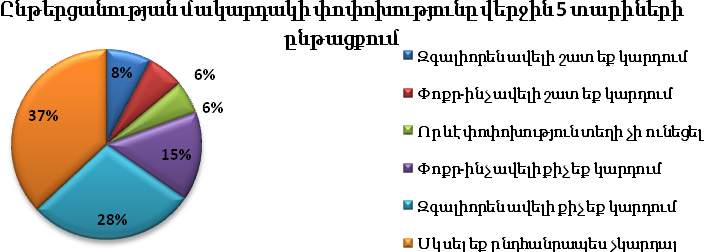 Ընթերցանության մակարդակի փոփոխությունը վերջին 5 տարիների
ընթացքում
8%
6%
6%
15%
28%
37%
Զգալիորեն ավելի շատ եք կարդում
Փոքր-ինչ ավելի շատ եք կարդում
Որևէ փոփոխություն տեղի չի ունեցել
Փոքր-ինչ ավելի քիչ եք կարդում
Զգալիորեն ավելի քիչ եք կարդում
Սկսել եք ընդհանրապես չկարդալ